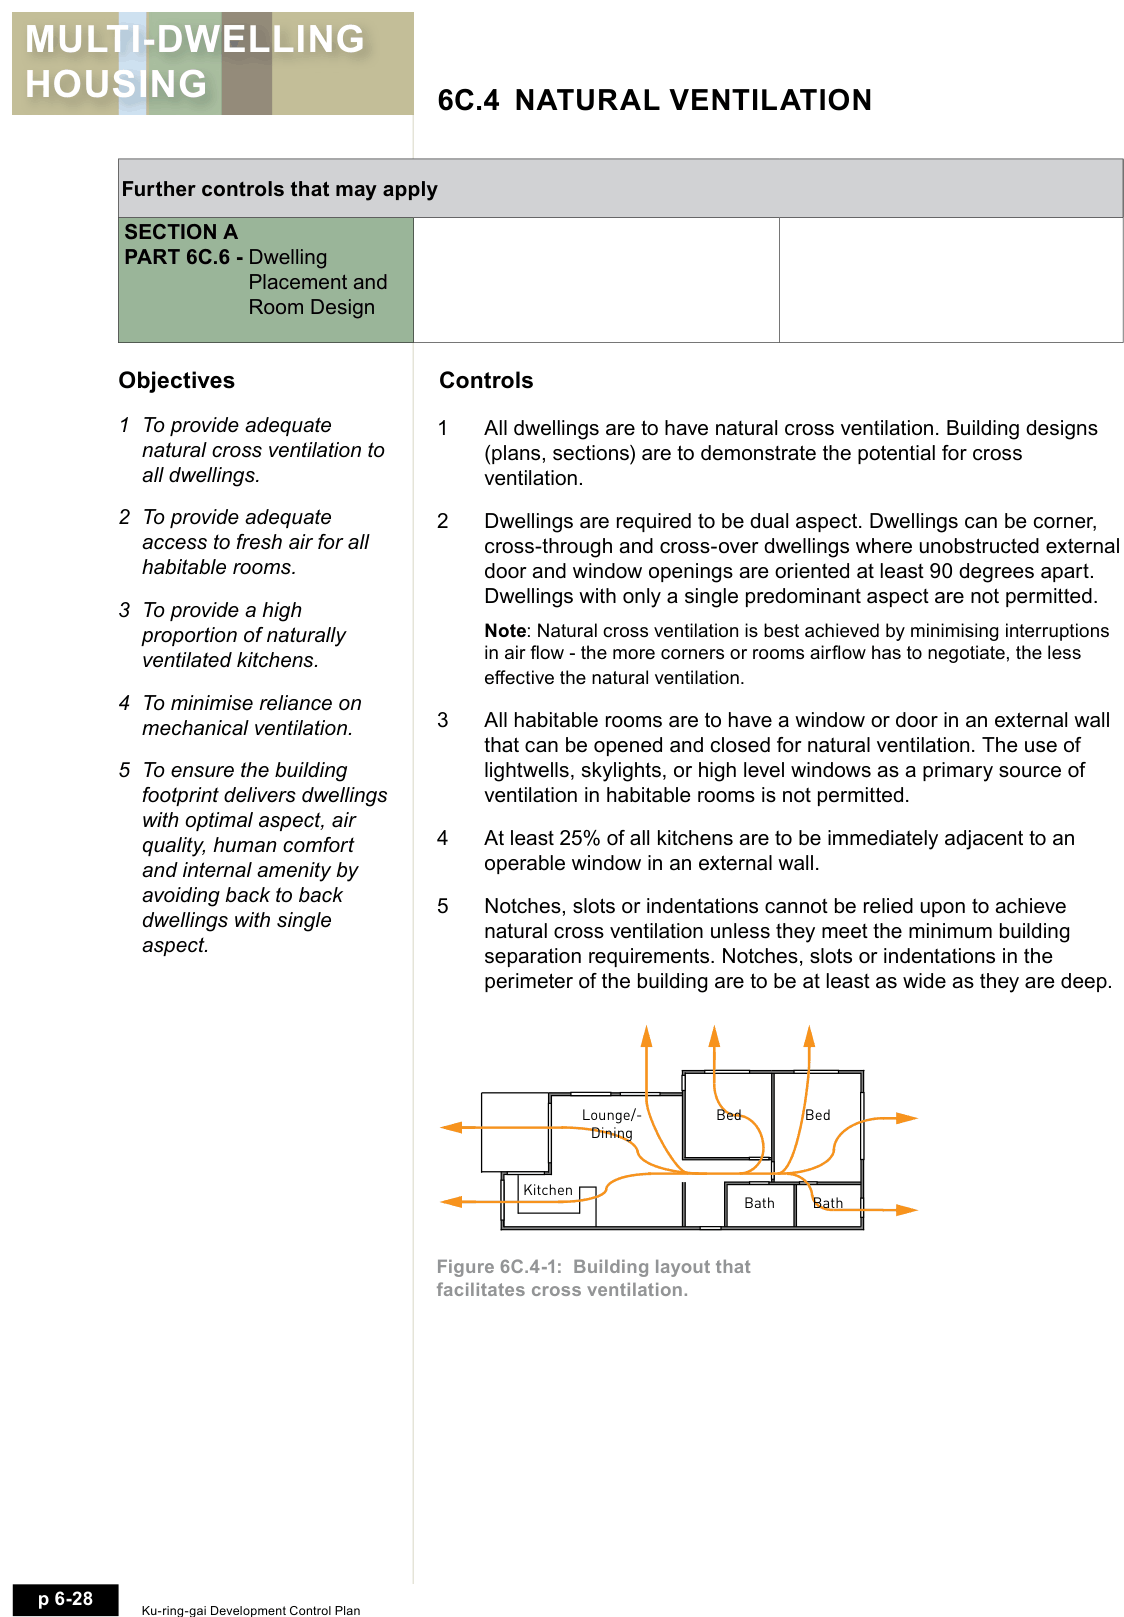 MULTI-DWELLING
HOUSING
6C.4 NATURAL VENTILATION
Further controls that may apply
SECTION A
PART 6C.6 - Dwelling
Placement and
Room Design
Objectives
1 To provide adequate
natural cross ventilation to
all dwellings.
2 To provide adequate
access to fresh air for all
habitable rooms.
3 To provide a high
proportion of naturally
ventilated kitchens.
4 To minimise reliance on
mechanical ventilation.
5 To ensure the building
footprint delivers dwellings
with optimal aspect, air
quality, human comfort
and internal amenity by
avoiding back to back
dwellings with single
aspect.
Controls
1 All dwellings are to have natural cross ventilation. Building designs
(plans, sections) are to demonstrate the potential for cross
ventilation.
2 Dwellings are required to be dual aspect. Dwellings can be corner,
cross-through and cross-over dwellings where unobstructed external
door and window openings are oriented at least 90 degrees apart.
Dwellings with only a single predominant aspect are not permitted.
Note: Natural cross ventilation is best achieved by minimising interruptions
in air flow - the more corners or rooms airflow has to negotiate, the less
effective the natural ventilation.
3 All habitable rooms are to have a window or door in an external wall
that can be opened and closed for natural ventilation. The use of
lightwells, skylights, or high level windows as a primary source of
ventilation in habitable rooms is not permitted.
4 At least 25% of all kitchens are to be immediately adjacent to an
operable window in an external wall.
5 Notches, slots or indentations cannot be relied upon to achieve
natural cross ventilation unless they meet the minimum building
separation requirements. Notches, slots or indentations in the
perimeter of the building are to be at least as wide as they are deep.
Lounge/-
Dining
Bed
Bed
Kitchen
Bath
Bath
Figure 6C.4-1: Building layout that
facilitates cross ventilation.
p 6-28
Ku-ring-gai Development Control Plan